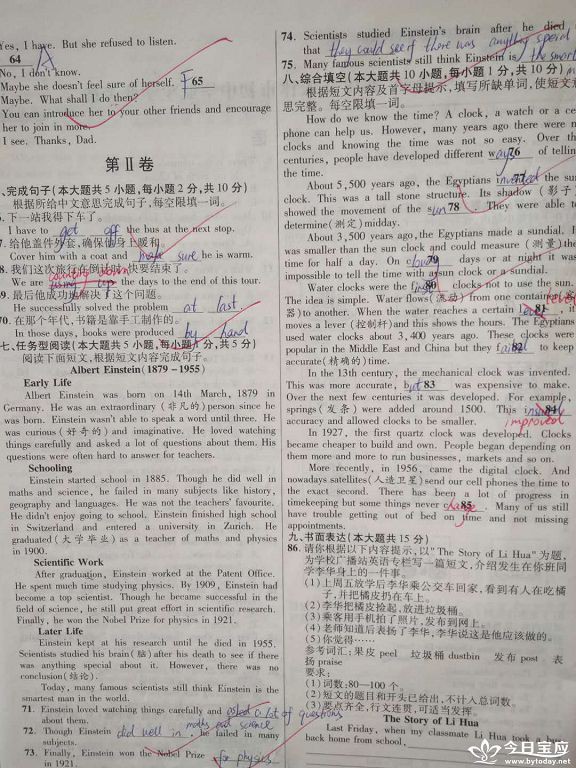 Yes, I have. But she refused to listen.
64 A
No, I don't know.
Maybe she doesn't feel sure of herself. F 65
Maybe. What shall I do then?
You can introduce her to your other friends and encourage
her to join in more.
I see. Thanks, Dad.
第Ⅱ卷
、完成句子(本大题共5小题,每小题2分,共10分)
根据所给中文意思完成句子,每空限填一词。
下一站我得下车了。
I have to get off the bus at the next stop.
7. 给他盖件外套,确保他身上暖和。
Cover him with a coat and make sure he is warm.
8. 我们这次旅行在倒计时快要结束了。
counting down
We are the days to the end of this tour.
69. 最后他成功地解决了这个问题。
He successfully solved the problem at last.
70. 在那个年代,书籍是靠手工制作的。
In those days, books were produced by hand
七、任务型阅读(本大题共5小题,每小题1分,共5分)
阅读下面短文,根据短文内容完成句子。
Albert Einstein(1879-1955)
Early Life
Albert Einstein was born on 14th March, 1879 in
Germany. He was an extraordinary (非凡的)person since he
was born. Einstein wasn't able to speak a word until three. He
was curious (好奇的) and imaginative. He loved watching
things carefully and asked a lot of questions about them. His
questions were often hard to answer for teachers.
Schooling
Einstein started school in 1885. Though he did well in
maths and science, he failed in many subjects like history,
geography and languages. He was not the teachers' favourite.
He didn't enjoy going to school. Einstein finished high school
in Switzerland and entered a university in Zurich. He
graduated(大学毕业) as a teacher of maths and physics
in 1900.
Scientific Work
After graduation, Einstein worked at the Patent Office.
He spent much time studying physics. By 1909, Einstein had
become a top scientist. Though he became successful in the
field of science, he still put great effort in scientific research.
Finally, he won the Nobel Prize for physics in 1921.
Later Life
Einstein kept at his research until he died in 1955.
Scientists studied his brain(脑)after his death to see if there
was anything special about it. However, there was no
conclusion(结论).
Today, many famous scientists still think Einstein is the
smartest man in the world.
71. Einstein loved watching things carefully and asked a lot of questions
about them.
maths and science
72. Though Einstein did well in, he failed in many
subjects.
73. Finally, Einstein won the Nobel Prize for physics
in 1921.
74. Scientists studied Einstein's brain after he died
that they could see if there was anything special
75. Many famous scientists still think Einstein is the smart
八、综合填空(本大题共10小题,每小题1分,共10分)
根据短文内容及首字母提示,填写所缺单词,使短文意
思完整。每空限填一词。
How do we know the time? A clock, a watch or a ce
phone can help us. However, many years ago there were n
clocks and knowing the time was not so easy. Over th
centuries, people have developed different ways 76 of tellin
the time.
About 5,500 years ago, the Egyptians invented 77 the sun
clock. This was a tall stone structure. Its shadow (影子
showed the movement of the sun 78. They were able to
determine(测定)midday.
About 3,500 years ago, the Egyptians made a sundial. It
was smaller than the sun clock and could measure (测量)the
time for half a day. On cloudy 79 days or at night it was
impossible to tell the time with a sun clock or a sundial.
Water clocks were the first 80 clocks not to use the sun.
The idea is simple. Water flows(流动)from one container(容
器)to another. When the water reaches a certain level 81, it
moves a lever (控制杆)and this shows the hours. The Egyptians
used water clocks about 3,400 years ago. These clocks were
popular in the Middle East and China but they fail 82 to keep
accurate(精确的)time.
In the 13th century, the mechanical clock was invented.
This was more accurate, but 83 was expensive to make.
Over the next few centuries it was developed. For example,
springs(发条) were added around 1500. This 84
improved
accuracy and allowed clocks to be smaller.
In 1927, the first quartz clock was developed. Clocks
became cheaper to build and own. People began depending on
them more and more to run businesses, markets and so on.
More recently, in 1956, came the digital clock. And
nowadays satellites(人造卫星)send our cell phones the time to
the exact second. There has been a lot of progress in
timekeeping but some things never 85. Many of us still
have trouble getting out of bed on time and not missing
appointments.
九、书面表达(本大题共15分)
86. 请你根据以下内容提示,以"The Story of Li Hua"为题,
为学校广播站英语专栏写一篇短文,介绍发生在你班同
学李华身上的一件事。
(1)上周五放学后李华乘公交车回家,看到有人在吃橘
子,并把橘皮扔在车上。
(2)李华把橘皮捡起,放进垃圾桶。
(3)乘客用手机拍了照片,发布到网上。
(4)老师知道后表扬了李华,李华说这是他应该做的。
(5)你觉得……
参考词汇:果皮 peel 垃圾桶 dustbin 发布 post 表
扬 praise
要求:
(1)词数:80—100个。
(2)短文的题目和开头已给出,不计入总词数。
(3)要点齐全,行文连贯,可适当发挥。
The Story of Li Hua
Last Friday, when my classmate Li Hua took a bus
back home from school,
今日宝应
www.bytoday.net